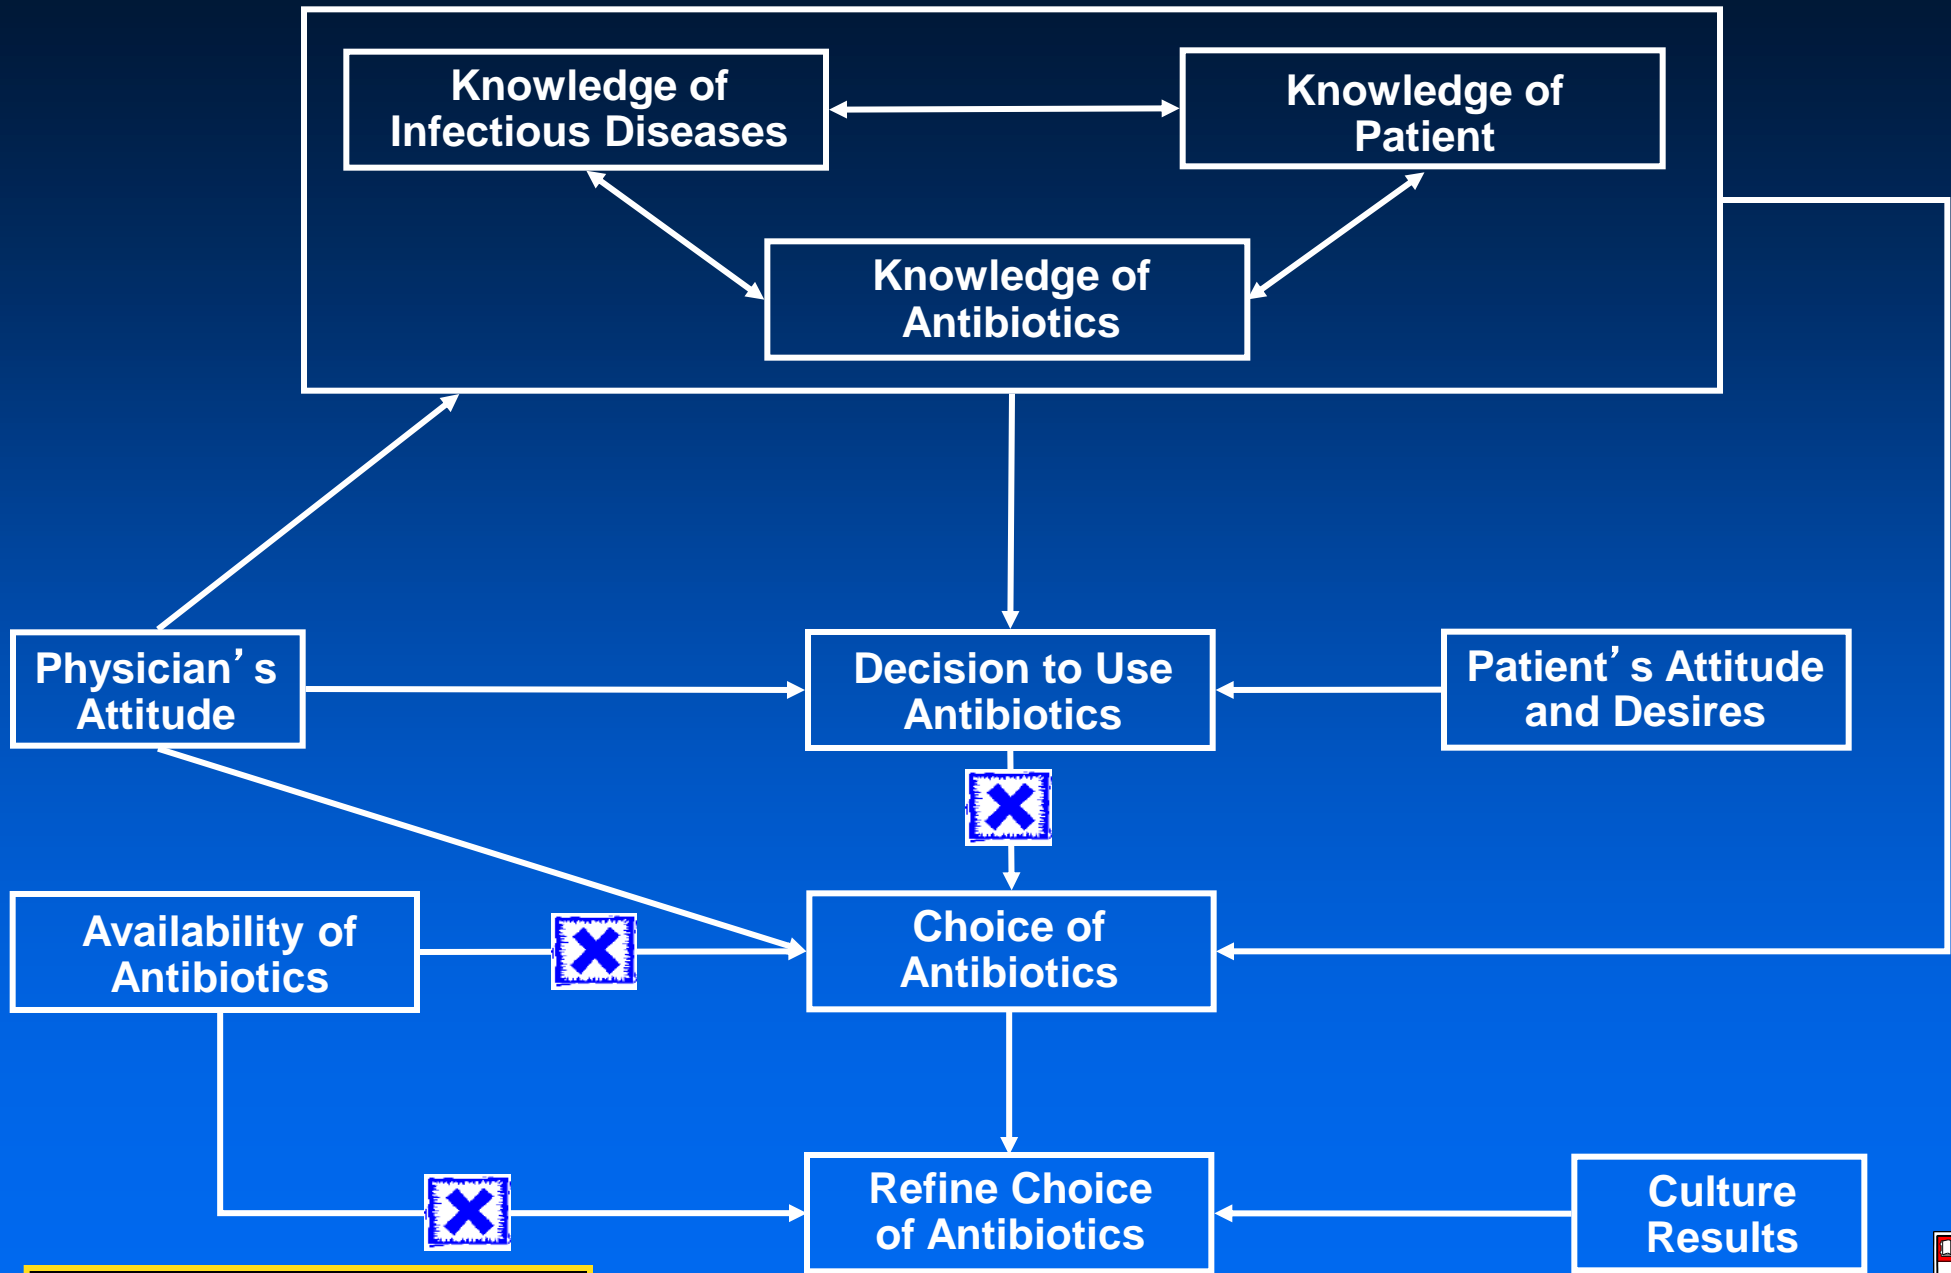 Knowledge of
Infectious Diseases
Knowledge of
Patient
Knowledge of
Antibiotics
Physician’s
Attitude
Decision to Use
Antibiotics
Patient’s Attitude
and Desires
Availability of
Antibiotics
Choice of
Antibiotics
Refine Choice
of Antibiotics
Culture
Results